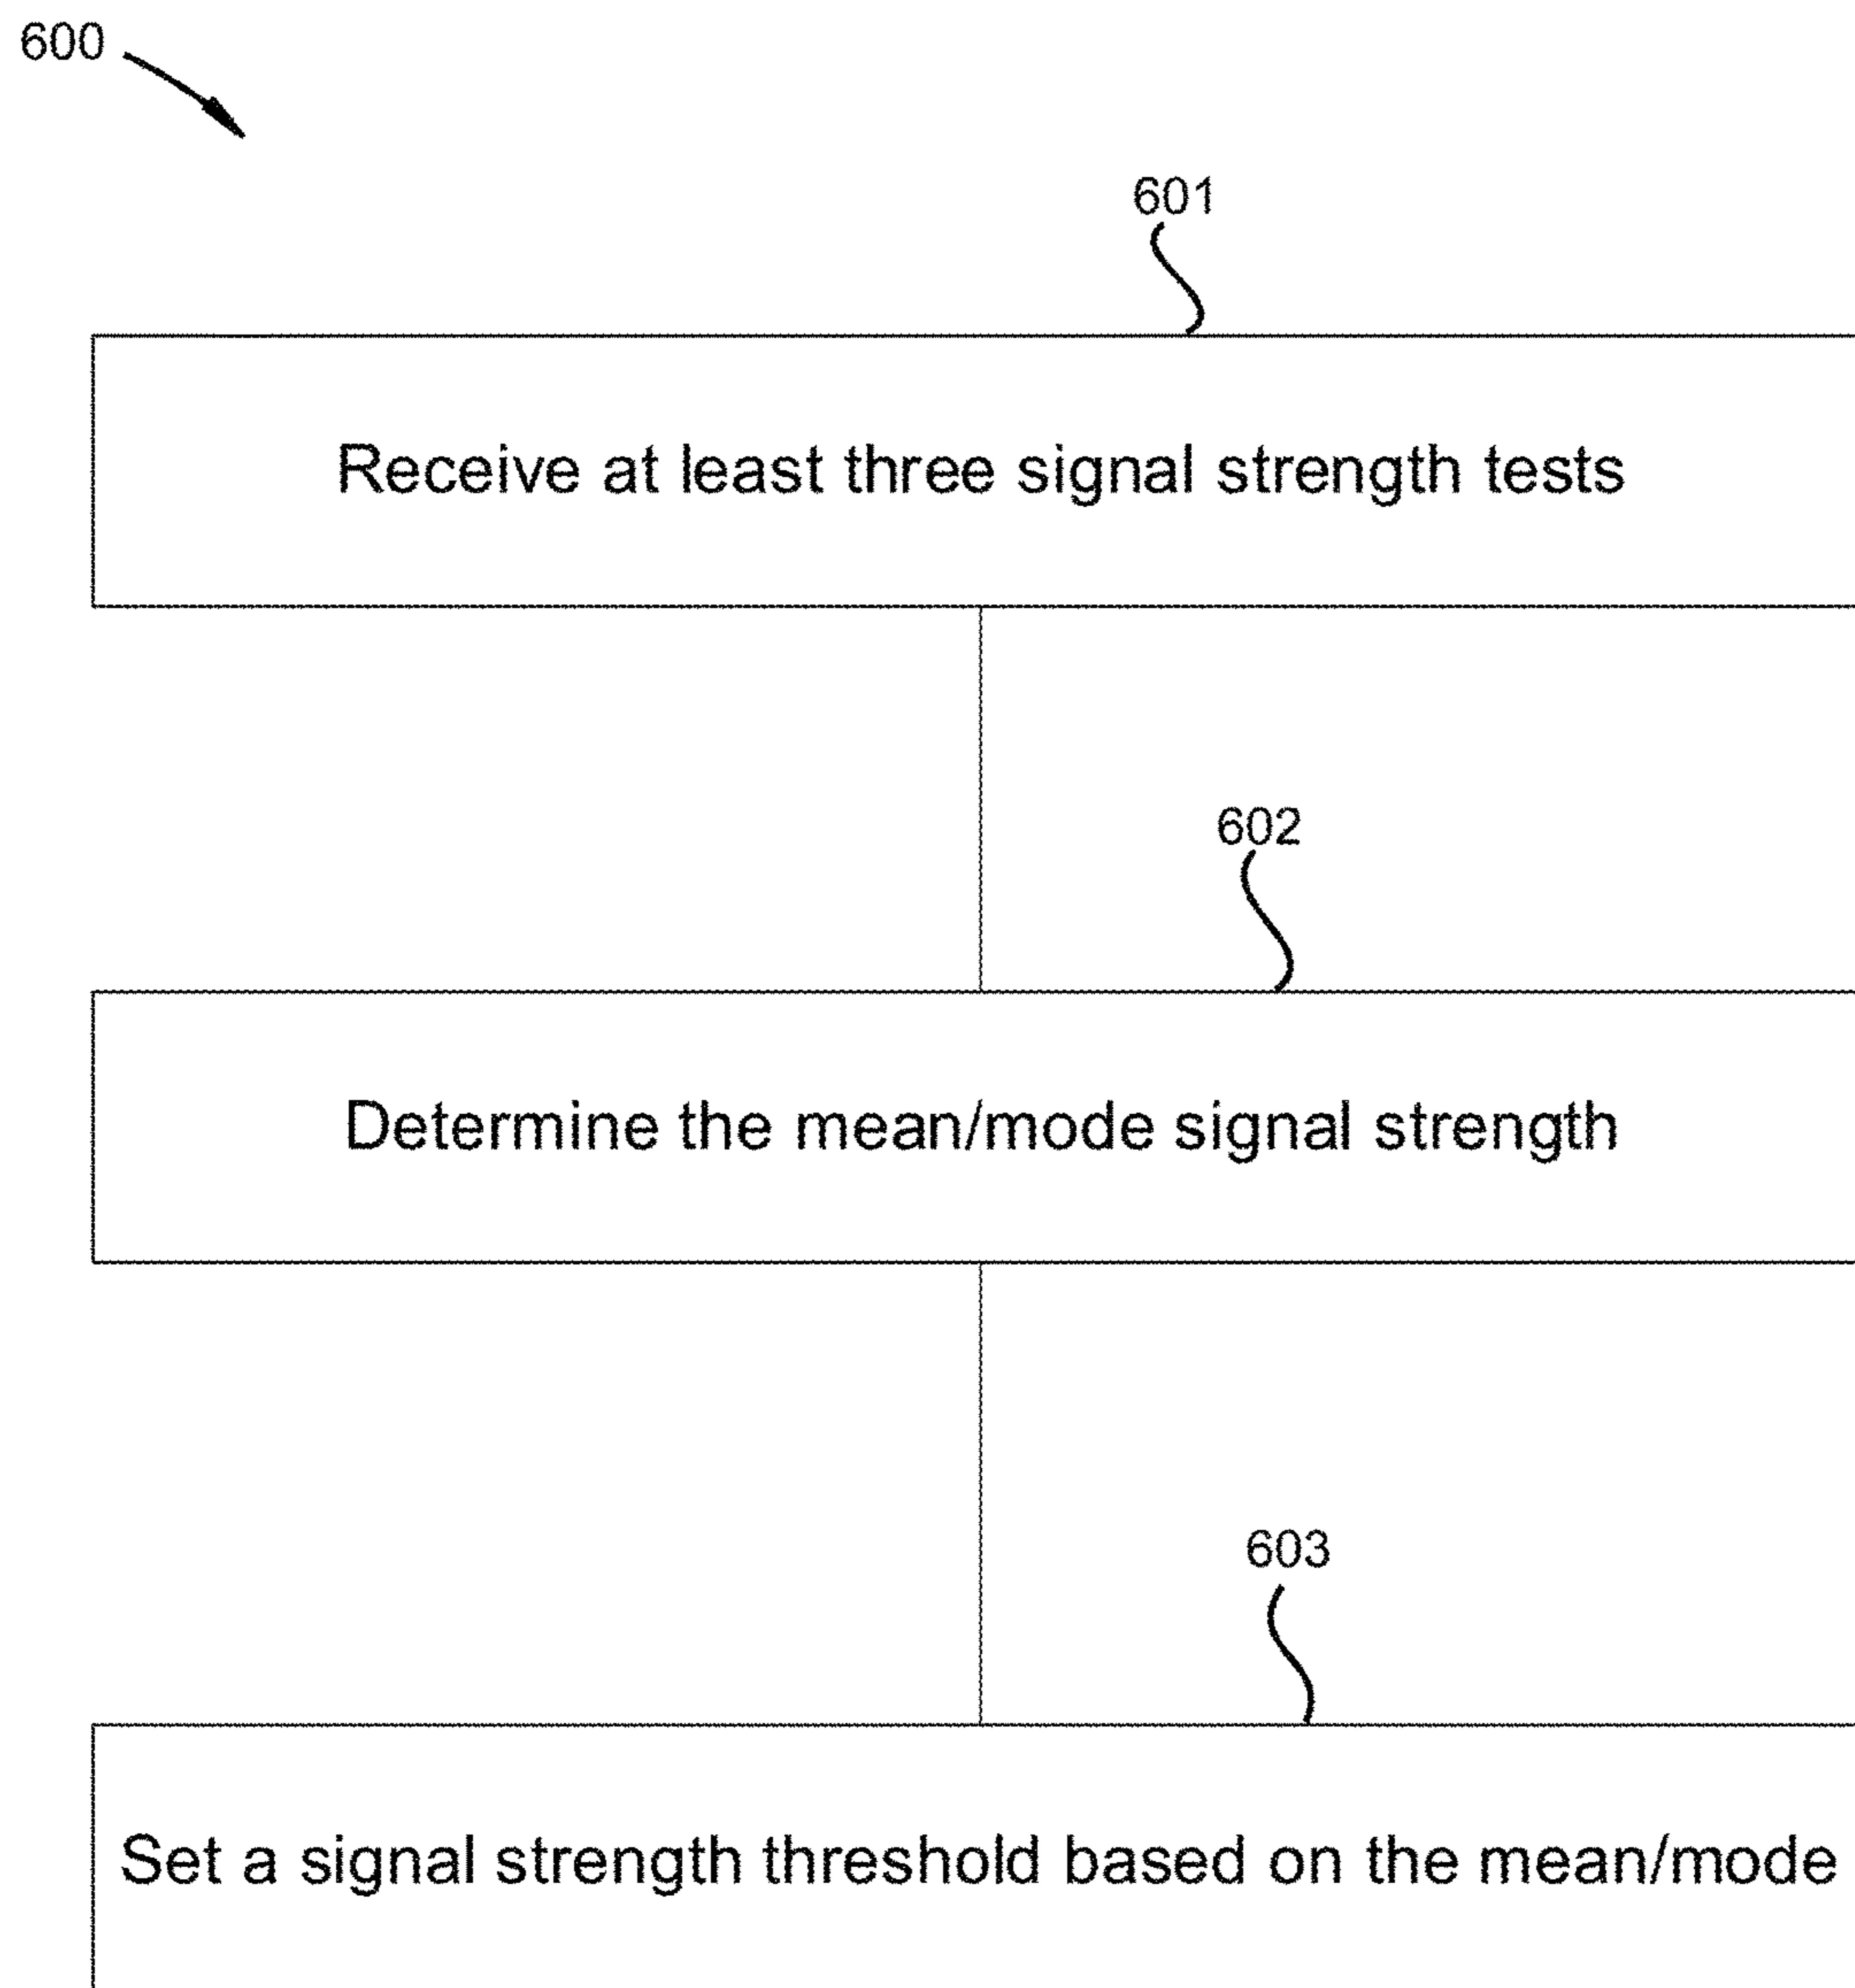 600
601
Receive at least three signal strength tests
602
Determine the mean/mode signal strength
603
Set a signal strength threshold based on the mean/mode